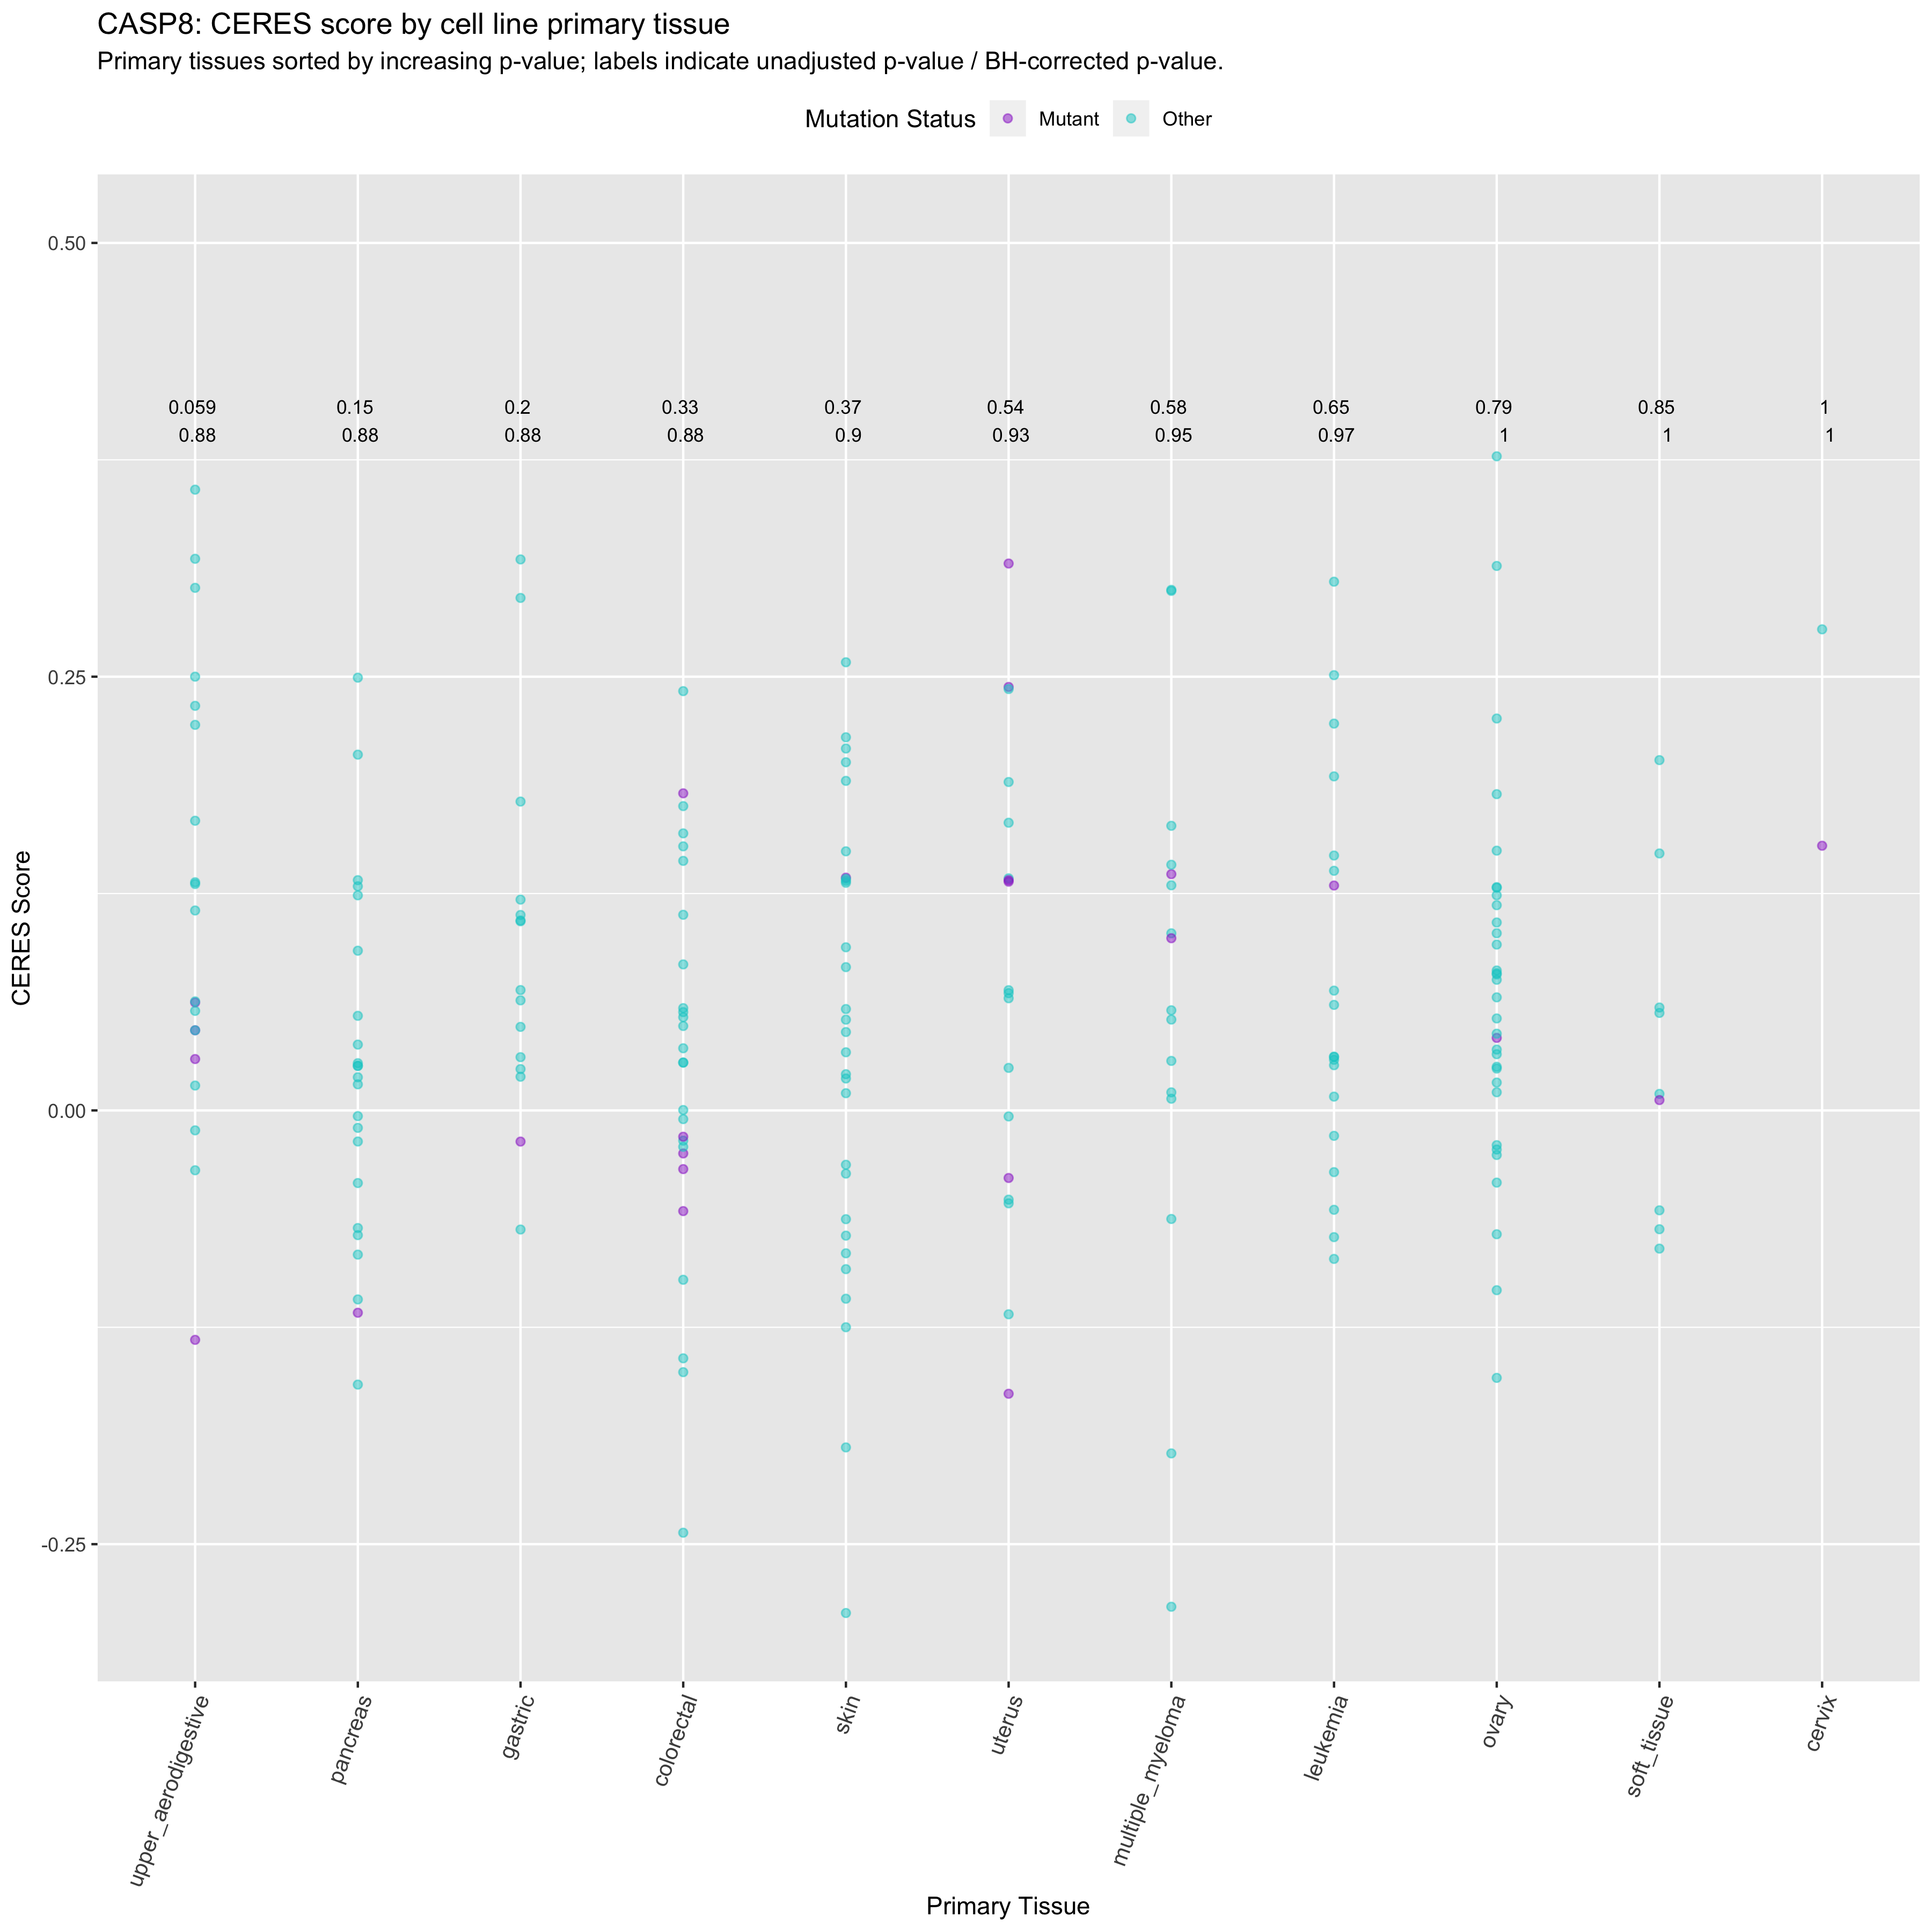 CASP8: CERES score by cell line primary tissue
Primary tissues sorted by increasing p-value; labels indicate unadjusted p-value / BH-corrected p-value.
Mutation Status Mutant Other
0.50
0.059 0.15 0.2 0.33 0.37 0.54 0.58 0.65 0.79 0.85 1
0.88 0.88 0.88 0.88 0.9 0.93 0.95 0.97 1 1 1
0.25
CERES Score
0.00
-0.25
upper_aerodigestive
pancreas
gastric
colorectal
skin
uterus
multiple_myeloma
leukemia
ovary
soft_tissue
cervix
Primary Tissue